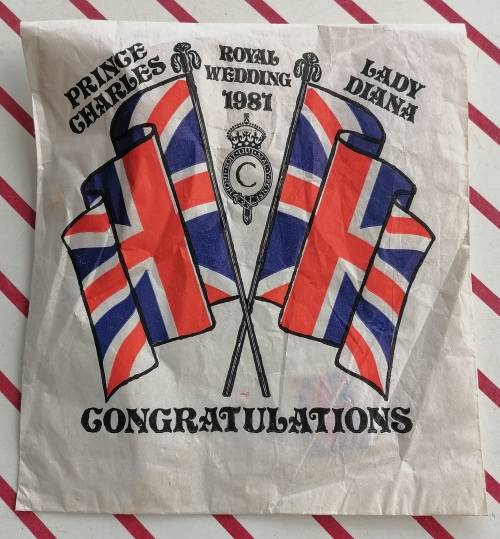 PRINCE
CHARLES
ROYAL
WEDDING
1981
LADY
DIANA
C
CONGRATULATIONS